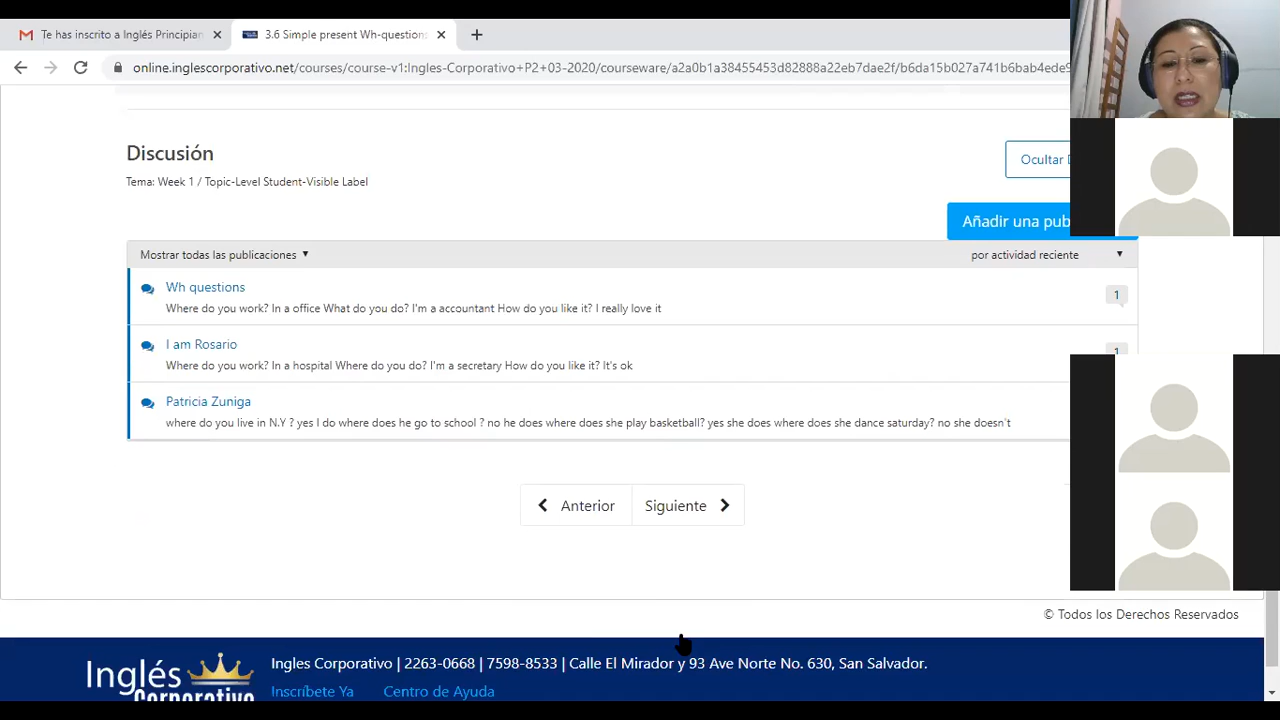 Te has inscrito a Inglés Principian
3.6 Simple present Wh-questions
online.inglescorporativo.net/courses/course-v1:Ingles-Corporativo+P2+03-2020/courseware/a2a0b1a38455453d82888a22eb7dae2f/b6da15b027a741b6bab4ede9
Discusión
Ocultar
Tema: Week 1 / Topic-Level Student-Visible Label
Añadir una pub
Mostrar todas las publicaciones
por actividad reciente
Wh questions
1
Where do you work? In a office What do you do? I'm a accountant How do you like it? I really love it
I am Rosario
1
Where do you work? In a hospital Where do you do? I'm a secretary How do you like it? It's ok
Patricia Zuniga
where do you live in N.Y ? yes I do where does he go to school ? no he does where does she play basketball? yes she does where does she dance saturday? no she doesn't
Anterior
Siguiente
© Todos los Derechos Reservados
Inglés
Corporativo
Ingles Corporativo | 2263-0668 | 7598-8533 | Calle El Mirador y 93 Ave Norte No. 630, San Salvador.
Inscríbete Ya
Centro de Ayuda